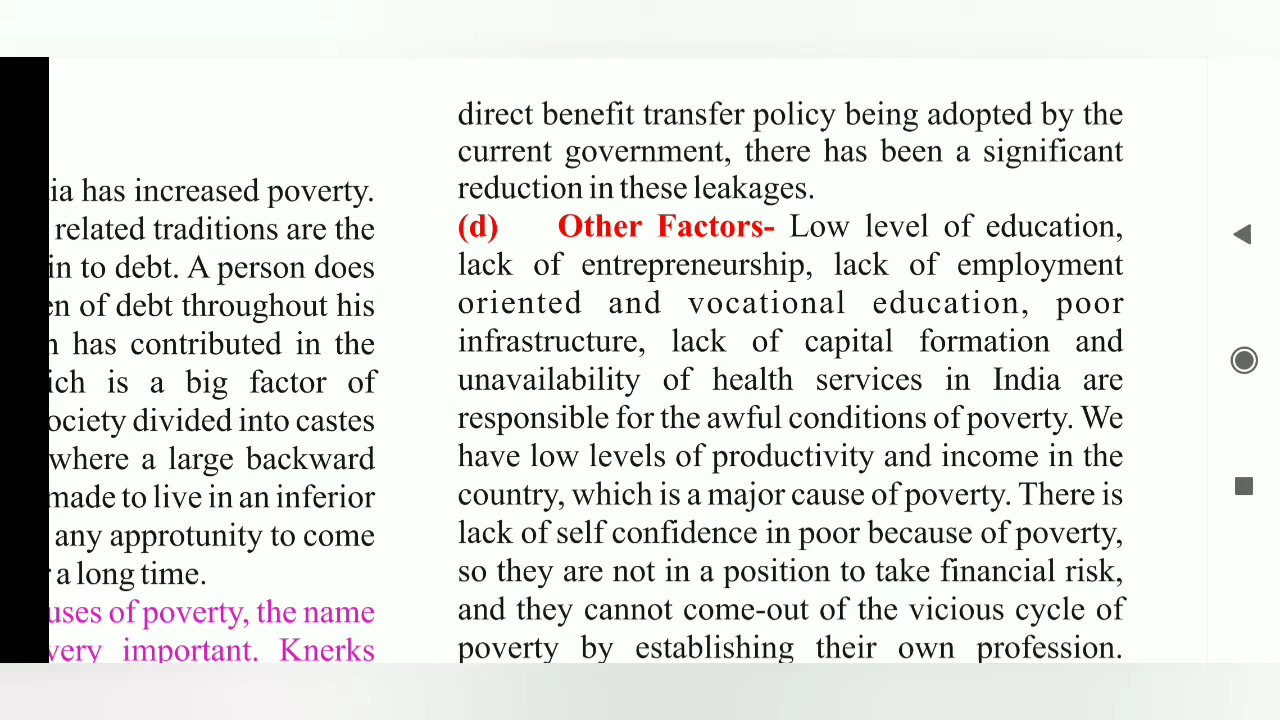 has increased poverty.
related traditions are the
in to debt. A person does
of debt throughout his
has contributed in the
is a big factor of
divided into castes
where a large backward
made to live in an inferior
any approtunity to come
a long time.
of poverty, the name
very important. Knerks
direct benefit transfer policy being adopted by the
current government, there has been a significant
reduction in these leakages.
(d) Other Factors- Low level of education,
lack of entrepreneurship, lack of employment
oriented and vocational education, poor
infrastructure, lack of capital formation and
unavailability of health services in India are
responsible for the awful conditions of poverty. We
have low levels of productivity and income in the
country, which is a major cause of poverty. There is
lack of self confidence in poor because of poverty,
so they are not in a position to take financial risk,
and they cannot come-out of the vicious cycle of
poverty by establishing their own profession.